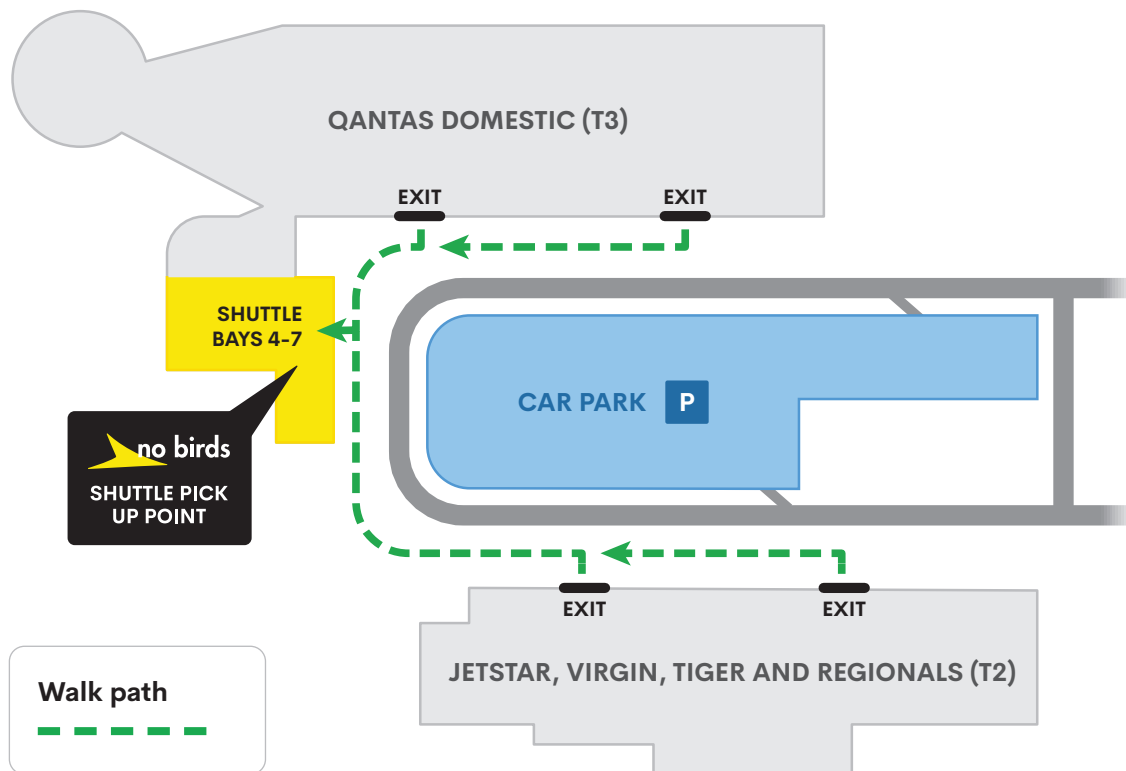 QANTAS DOMESTIC (T3)
EXIT
EXIT
SHUTTLE
BAYS 4-7
CAR PARK
P
no birds
SHUTTLE PICK
UP POINT
EXIT
EXIT
JETSTAR, VIRGIN, TIGER AND REGIONALS (T2)
Walk path